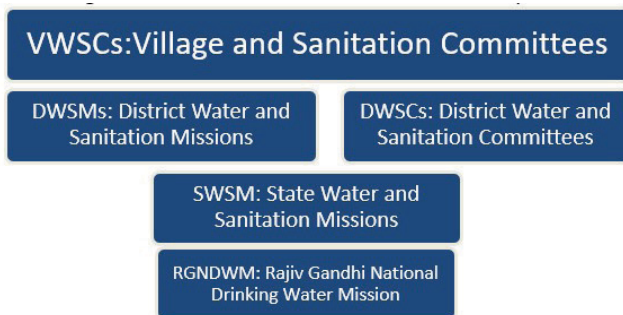 VWSCs:Village and Sanitation Committees
DWSMs: District Water and
Sanitation Missions
DWSCs: District Water and
Sanitation Committees
SWSM: State Water and
Sanitation Missions
RGNDWM: Rajiv Gandhi National
Drinking Water Mission